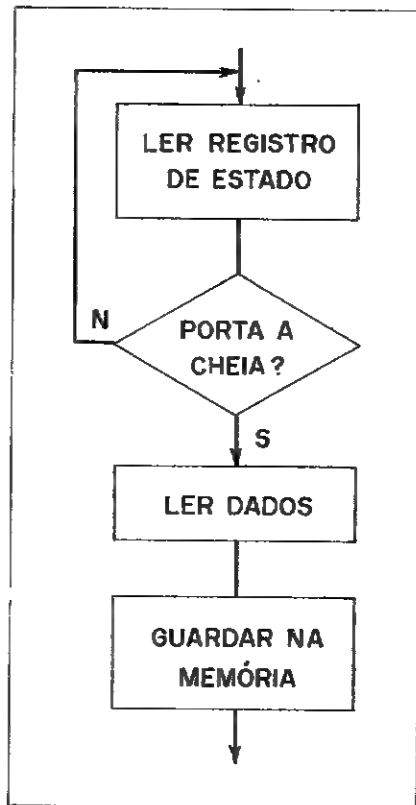 LER REGISTRO
DE ESTADO
N
PORTA A
CHEIA?
S
LER DADOS
GUARDAR NA
MEMÓRIA